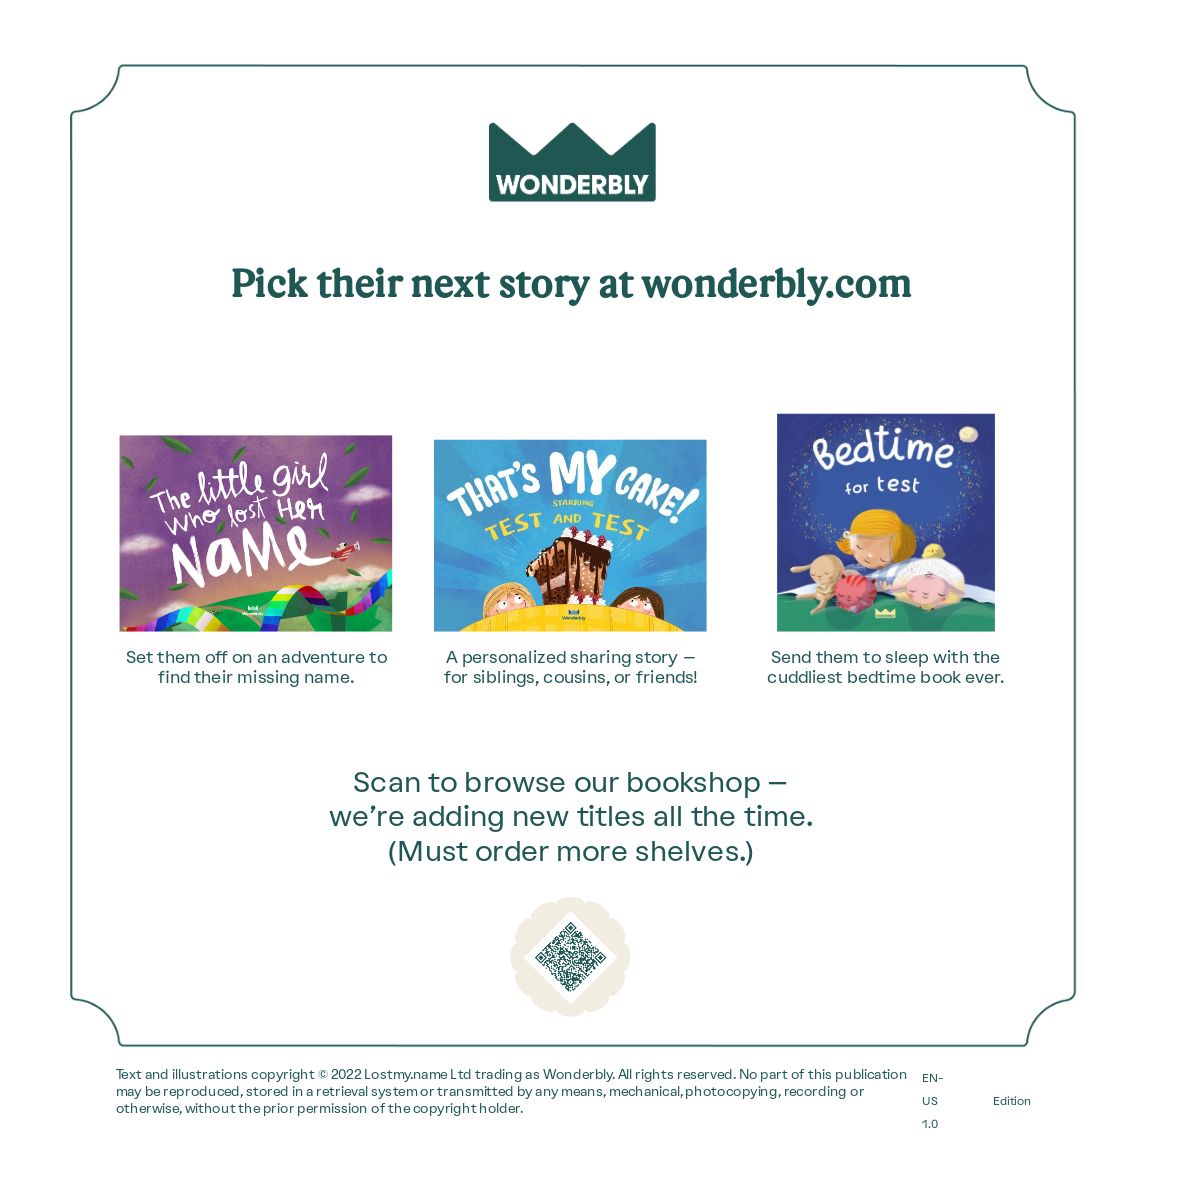 WONDERBLY
Pick their next story at wonderbly.com
The little girl
who lost Her
NaMe
Wonderbly
Set them off on an adventure to
find their missing name.
THAT'S MY CAKE!
STARRING
TEST AND TEST
Wonderbly
A personalized sharing story –
for siblings, cousins, or friends!
Bedtime
for test
WONDERBLY
Send them to sleep with the
cuddliest bedtime book ever.
Scan to browse our bookshop –
we’re adding new titles all the time.
(Must order more shelves.)
Text and illustrations copyright © 2022 Lostmy.name Ltd trading as Wonderbly. All rights reserved. No part of this publication
may be reproduced, stored in a retrieval system or transmitted by any means, mechanical, photocopying, recording or
otherwise, without the prior permission of the copyright holder.
EN-
US
1.0
Edition